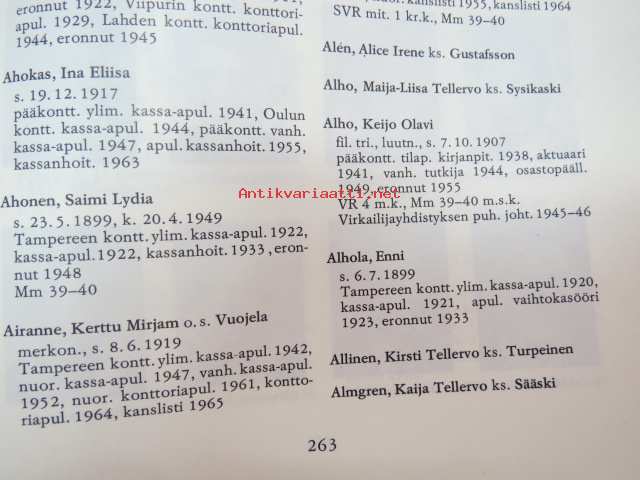 eronnut 1922, Viipurin kontt. konttori-
apul. 1929, Lahden kontt. konttoriapul.
1944, eronnut 1945
Ahokas, Ina Eliisa
s. 19.12.1917
pääkontt. ylim. kassa-apul. 1941, Oulun
kontt. kassa-apul. 1944, pääkontt. vanh.
kassa-apul. 1947, apul. kassanhoit. 1955,
kassanhoit. 1963
Ahonen, Saimi Lydia
s. 23.5.1899, k. 20.4.1949
Tampereen kontt. ylim. kassa-apul. 1922,
kassa-apul. 1922, kassanhoit. 1933, eron-
nut 1948
Mm 39–40
Airanne, Kerttu Mirjam o.s. Vuojela
merkon., s. 8.6.1919
Tampereen kontt. ylim. kassa-apul. 1942,
nuor. kassa-apul. 1947, vanh. kassa-apul.
1952, nuor. konttoriapul. 1961, kontto-
riapul. 1964, kanslisti 1965
kanslisti 1955, kanslisti 1964
SVR mit. 1 kr.k., Mm 39–40
Alén, Alice Irene ks. Gustafsson
Alho, Maija-Liisa Tellervo ks. Sysikaski
Alho, Keijo Olavi
fil. tri., luutn., s. 7.10.1907
pääkontt. tilap. kirjanpit. 1938, aktuaari
1941, vanh. tutkija 1944, osastopääll.
1949, eronnut 1955
VR 4 m.k., Mm 39–40 m.s.k.
Virkailijayhdistyksen puh. joht. 1945–46
Alhola, Enni
s. 6.7.1899
Tampereen kontt. ylim. kassa-apul. 1920,
kassa-apul. 1921, apul. vaihtokasööri
1923, eronnut 1933
Allinen, Kirsti Tellervo ks. Turpeinen
Almgren, Kaija Tellervo ks. Sääski
263
Antikvariaatti.net